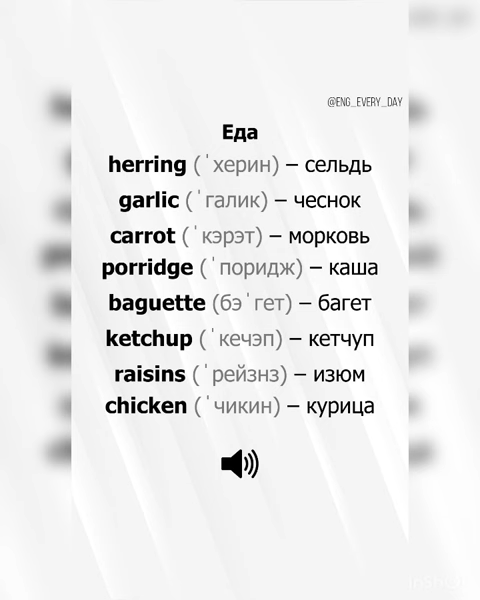 @ENG_EVERY_DAY
Еда
herring (ˈхерин) – сельдь
garlic (ˈгалик) – чеснок
carrot (ˈкэрэт) – морковь
porridge (ˈпоридж) – каша
baguette (бэˈгет) – багет
ketchup (ˈкечэп) – кетчуп
raisins (ˈрейзнз) – изюм
chicken (ˈчикин) – курица
InShOt